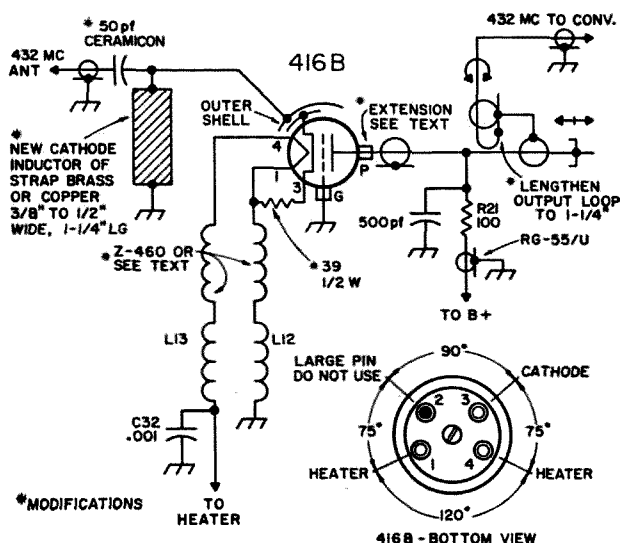 * 50pf
CERAMICON
432 MC
ANT
416B
432 MC TO CONV.
OUTER
SHELL
* EXTENSION
SEE TEXT
*
NEW CATHODE
INDUCTOR OF
STRAP BRASS
OR COPPER
3/8" TO 1/2"
WIDE, 1-1/4" LG
4
1
3
P
G
* LENGTHEN
OUTPUT LOOP
TO 1-1/4"
500pf
R21
100
RG-55/U
* Z-460 OR
SEE TEXT
* 39
1/2 W
TO B+
L13
L12
C32
.001
TO
HEATER
* MODIFICATIONS
LARGE PIN
DO NOT USE
90°
CATHODE
2
3
75°
75°
HEATER
1
4
HEATER
120°
416B - BOTTOM VIEW